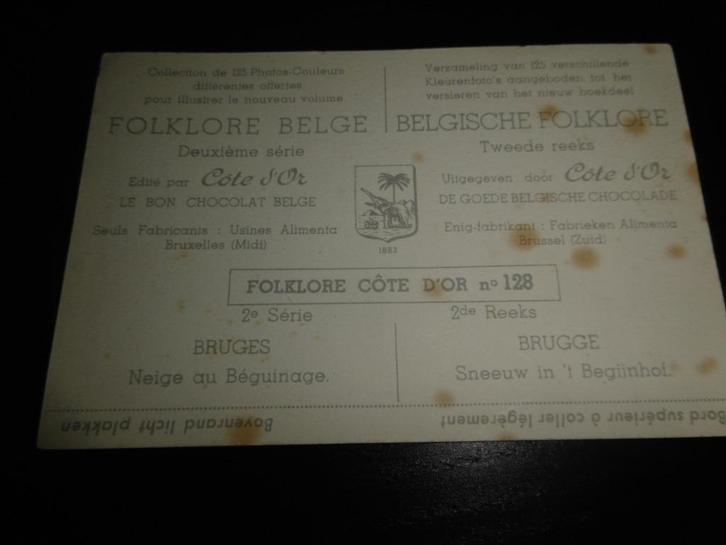 Collection de 125 Photos-Couleurs
différentes offertes
pour illustrer le nouveau volume
FOLKLORE BELGE
Deuxième série
Edité par Côte d'Or
LE BON CHOCOLAT BELGE
Seuls Fabricants : Usines Alimenta
Bruxelles (Midi)
Verzameling van 125 verschillende
Kleurenfoto's aangeboden tot het
versieren van het nieuw boekdeel
BELGISCHE FOLKLORE
Tweede reeks
Uitgegeven door Côte d'Or
DE GOEDE BELGISCHE CHOCOLADE
Enig-fabrikant : Fabrieken Alimenta
Brussel (Zuid)
1883
FOLKLORE CÔTE D'OR nº 128
2e Série
2de Reeks
BRUGES
Neige au Béguinage.
BRUGGE
Sneeuw in 't Begijnhof.
Bord supérieur à coller légèrement
Bovenrand licht plakken